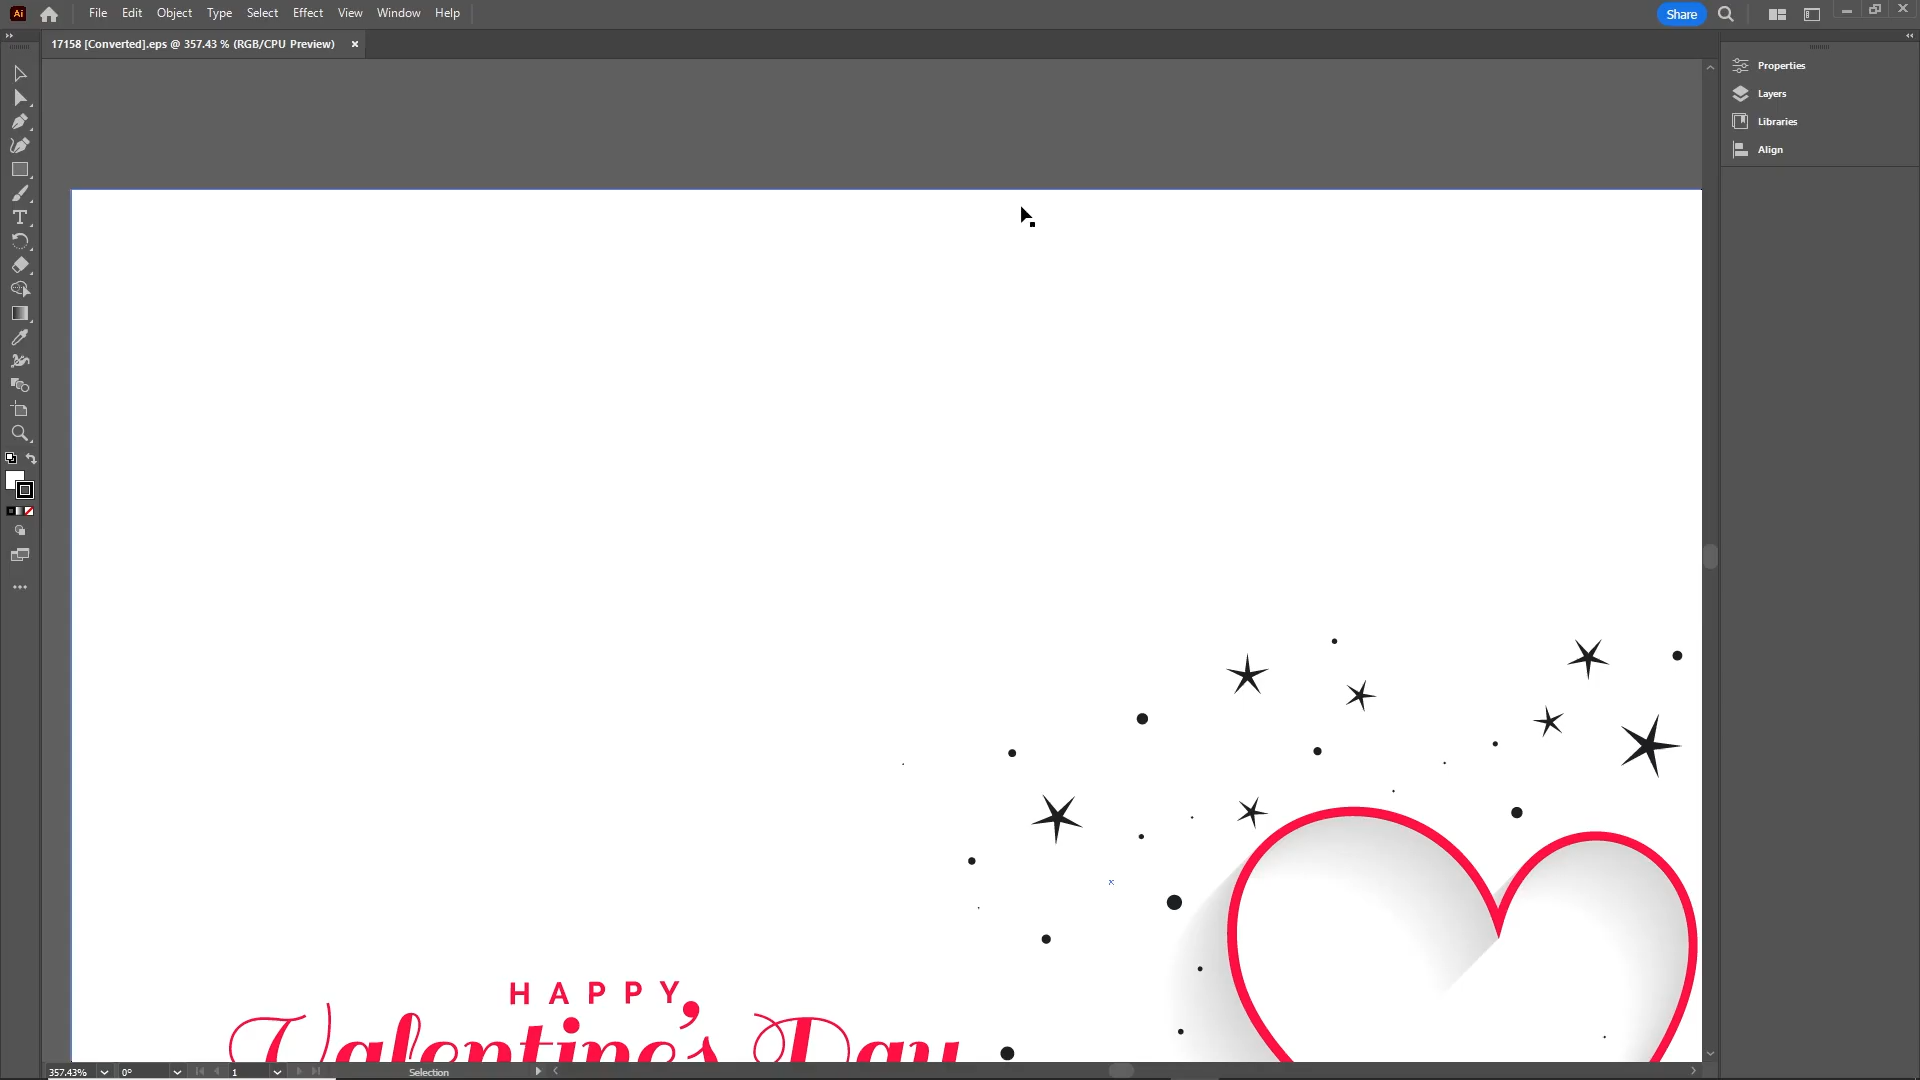 Ai File Edit Object Type Select Effect View Window Help Share
17158 [Converted].eps @ 357.43 % (RGB/CPU Preview) ×
Properties
Layers
Libraries
Align
HAPPY
Valentine's Day
357.43% 0° 1 Selection